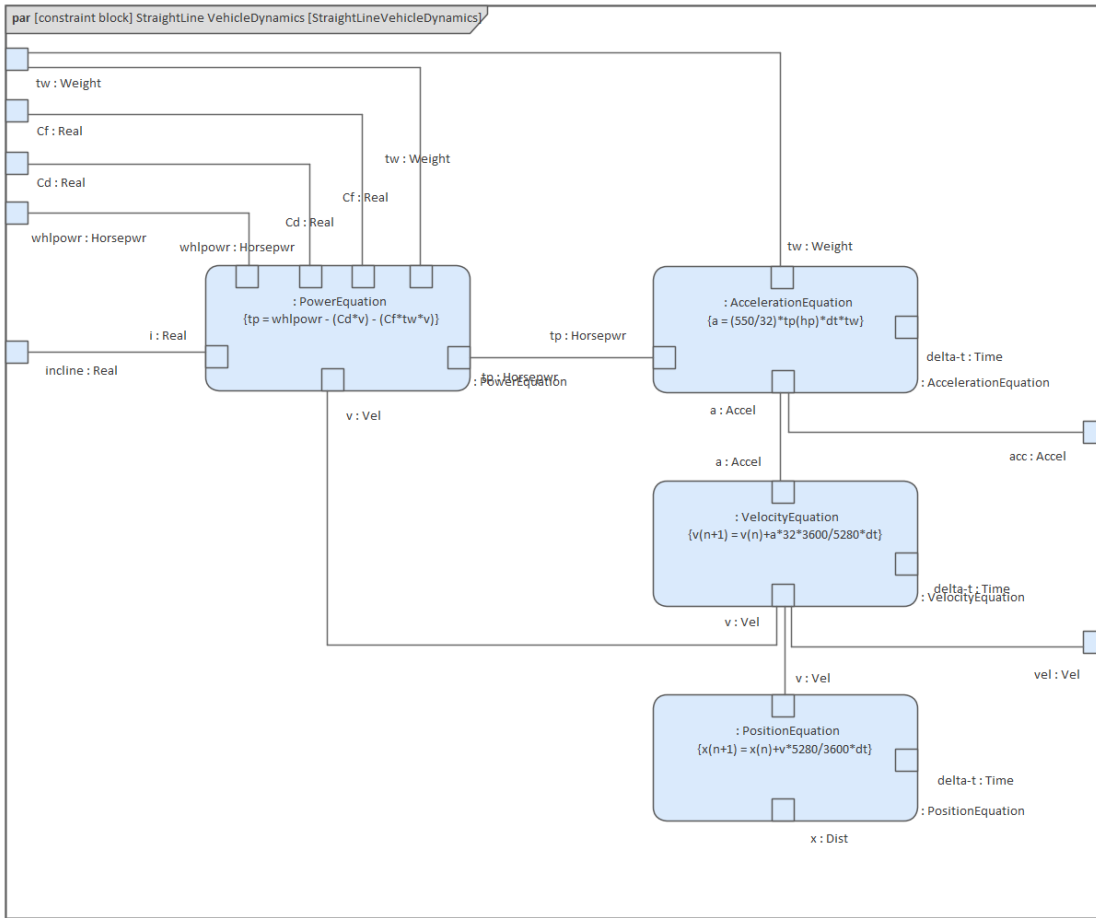 par [constraint block] StraightLine VehicleDynamics [StraightLineVehicleDynamics]
tw : Weight
Cf : Real
Cd : Real
whlpowr : Horsepwr
incline : Real
tw : Weight
Cf : Real
Cd : Real
whlpowr : Horsepwr
i : Real
: PowerEquation
{tp = whlpowr - (Cd*v) - (Cf*tw*v)}
tp : Horsepwr
: PowerEquation
v : Vel
tw : Weight
tp : Horsepwr
: AccelerationEquation
{a = (550/32)*tp(hp)*dt*tw}
delta-t : Time
: AccelerationEquation
a : Accel
acc : Accel
a : Accel
: VelocityEquation
{v(n+1) = v(n)+a*32*3600/5280*dt}
delta-t : Time
: VelocityEquation
v : Vel
vel : Vel
v : Vel
: PositionEquation
{x(n+1) = x(n)+v*5280/3600*dt}
delta-t : Time
: PositionEquation
x : Dist